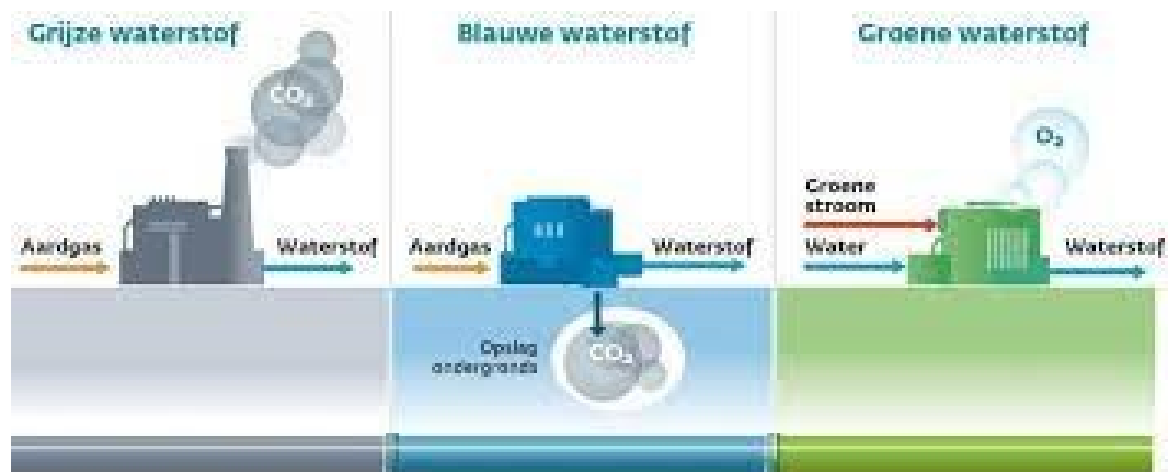 Grijze waterstof
CO₂
Aardgas
Waterstof
Blauwe waterstof
Aardgas
Waterstof
Opslag
ondergronds
CO₂
Groene waterstof
O₂
Groene
stroom
Water
Waterstof